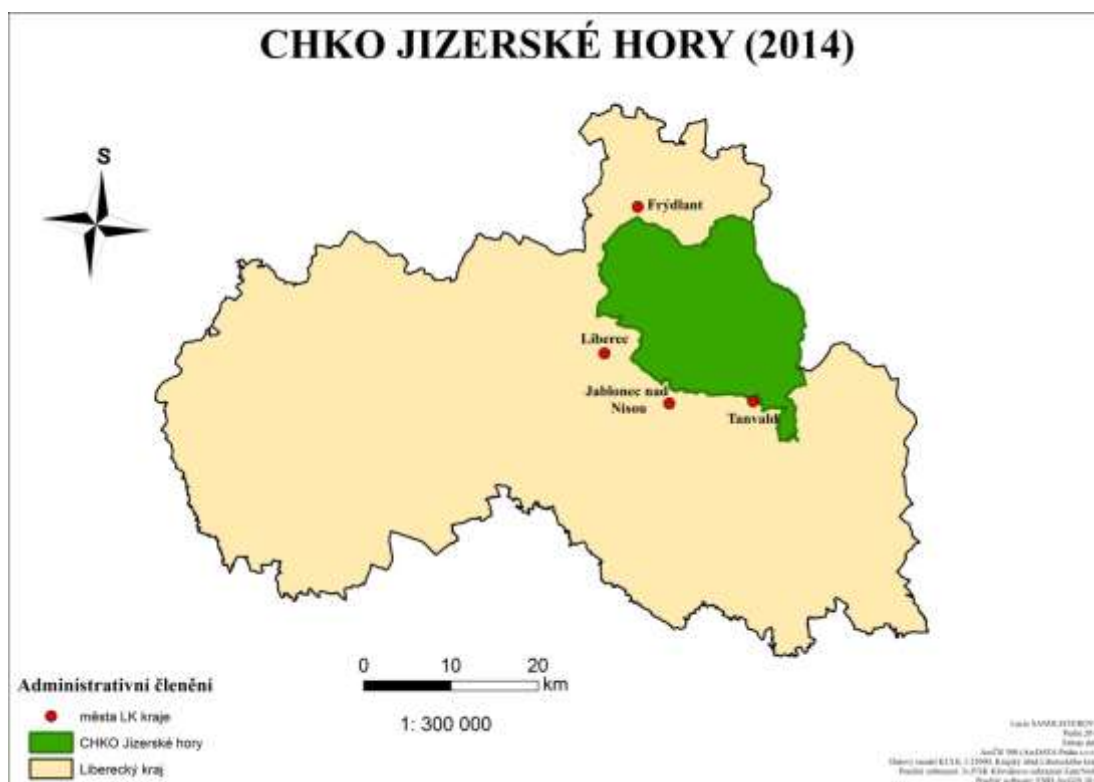 CHKO JIZERSKÉ HORY (2014)
S
Frýdlant
Liberec
Jablonec nad
Nisou
Tanvald
0 10 20
km
1: 300 000
Administrativní členění
města LK kraje
CHKO Jizerské hory
Liberecký kraj